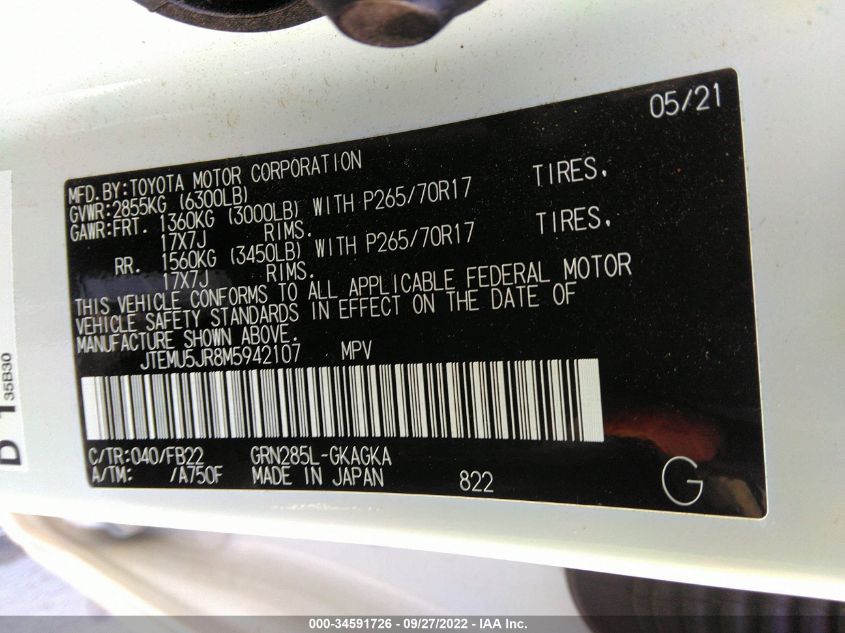 05/21
MFD.BY:TOYOTA MOTOR CORPORATION
GVWR:2855KG (6300LB)
GAWR:FRT. 1360KG (3000LB) WITH P265/70R17 TIRES,
17X7J RIMS.
RR. 1560KG (3450LB) WITH P265/70R17 TIRES,
17X7J RIMS.
THIS VEHICLE CONFORMS TO ALL APPLICABLE FEDERAL MOTOR
VEHICLE SAFETY STANDARDS IN EFFECT ON THE DATE OF
MANUFACTURE SHOWN ABOVE.
JTEMU5JR8M5942107 MPV
C/TR:040/FB22 GRN285L-GKAGKA
A/TM: /A750F MADE IN JAPAN 822
G
D 1
35B30
000-34591726 - 09/27/2022 - IAA Inc.